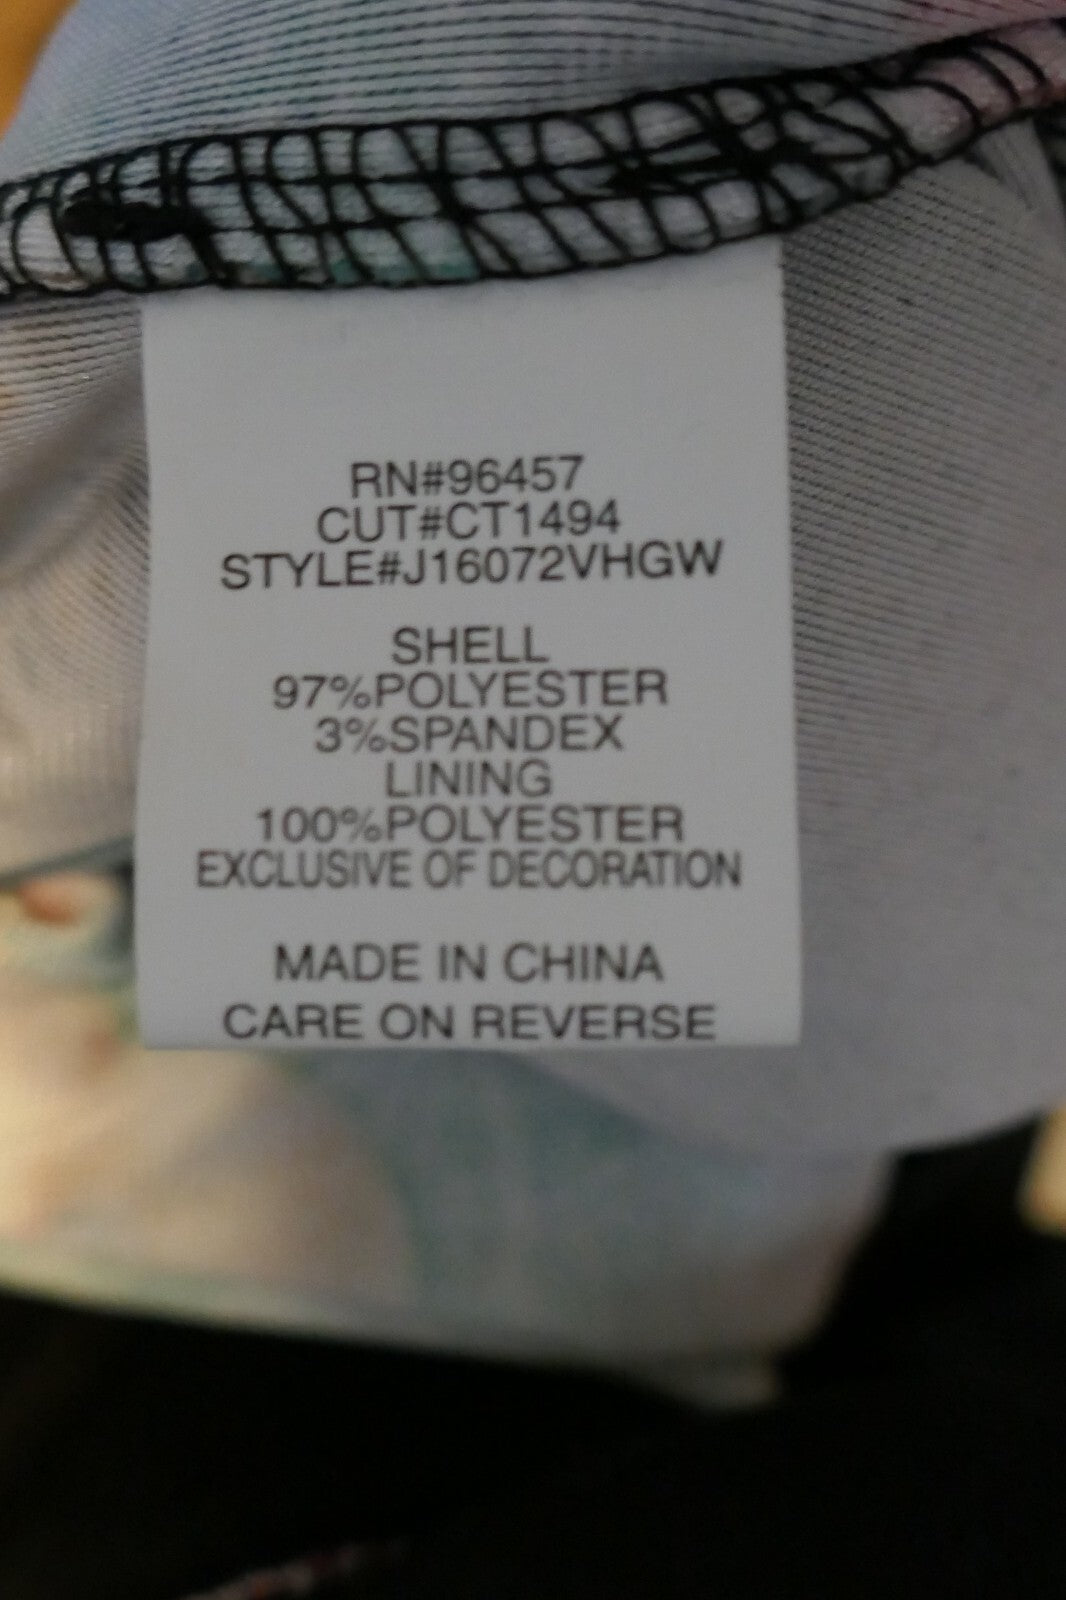 RN#96457
CUT#CT1494
STYLE#J16072VHGW
SHELL
97%POLYESTER
3%SPANDEX
LINING
100%POLYESTER
EXCLUSIVE OF DECORATION
MADE IN CHINA
CARE ON REVERSE